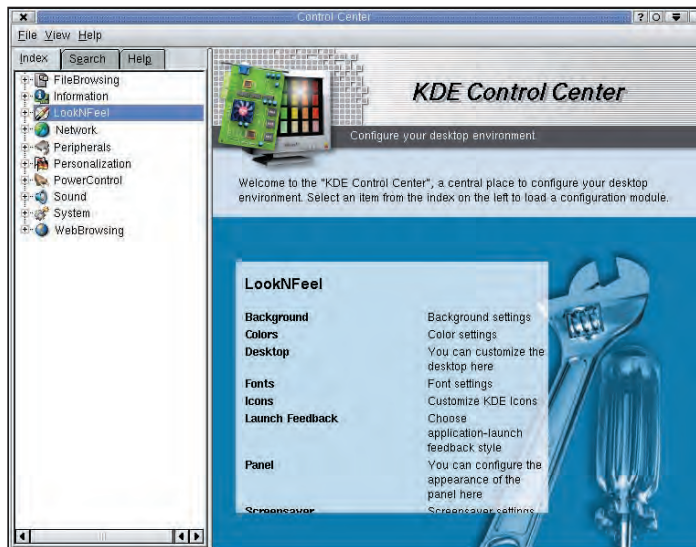 Control Center
File View Help
Index Search Help
FileBrowsing
Information
LookNFeel
Network
Peripherals
Personalization
PowerControl
Sound
System
WebBrowsing
KDE Control Center
Configure your desktop environment.
Welcome to the "KDE Control Center", a central place to configure your desktop
environment. Select an item from the index on the left to load a configuration module.
LookNFeel
Background Background settings
Colors Color settings
Desktop You can customize the
desktop here
Fonts Font settings
Icons Customize KDE Icons
Launch Feedback Choose
application-launch
feedback style
Panel You can configure the
appearance of the
panel here
Screensaver Screensaver settings